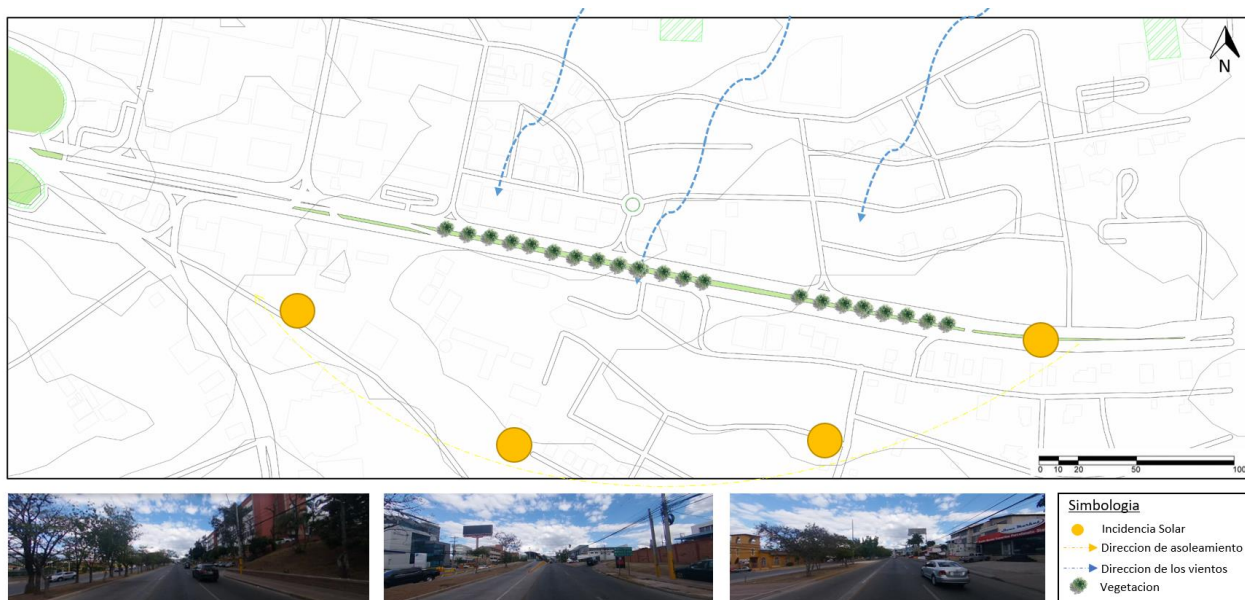 N
0 10 20 50 100
Simbologia
Incidencia Solar
Direccion de asoleamiento
Direccion de los vientos
Vegetacion